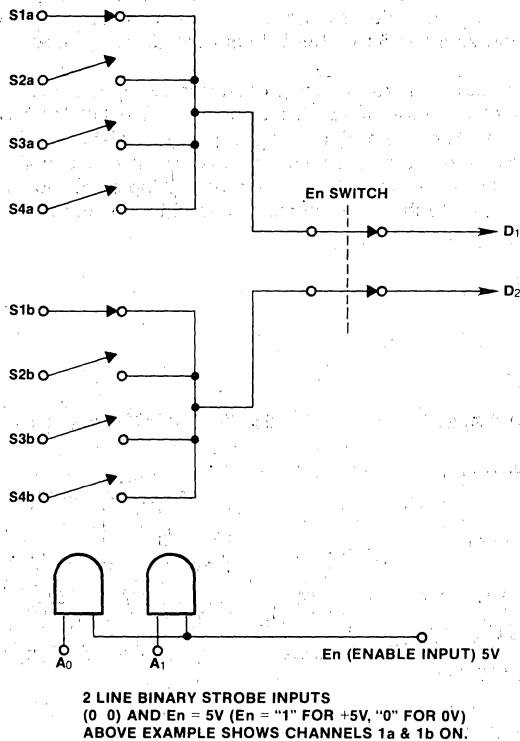 S1a
S2a
S3a
S4a
En SWITCH
D1
D2
S1b
S2b
S3b
S4b
A0
A1
En (ENABLE INPUT) 5V
2 LINE BINARY STROBE INPUTS
(0 0) AND En = 5V (En = “1” FOR +5V, “0” FOR 0V)
ABOVE EXAMPLE SHOWS CHANNELS 1a & 1b ON.